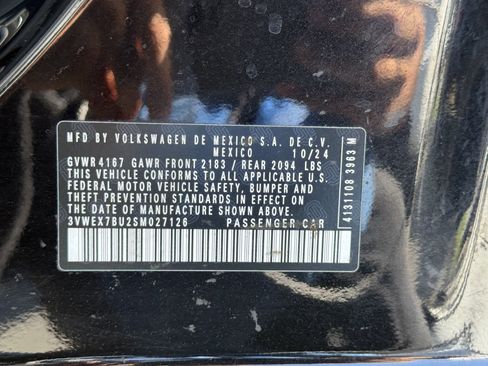 MFD BY VOLKSWAGEN DE MEXICO S.A. DE C.V.
MEXICO 10/24
GVWR 4167 GAWR FRONT 2183 / REAR 2094 LBS
THIS VEHICLE CONFORMS TO ALL APPLICABLE U.S.
FEDERAL MOTOR VEHICLE SAFETY, BUMPER AND
THEFT PREVENTION STANDARDS IN EFFECT ON
THE DATE OF MANUFACTURE SHOWN ABOVE.
3VWEX7BU2SM027126 PASSENGER CAR
4131108 3963 M